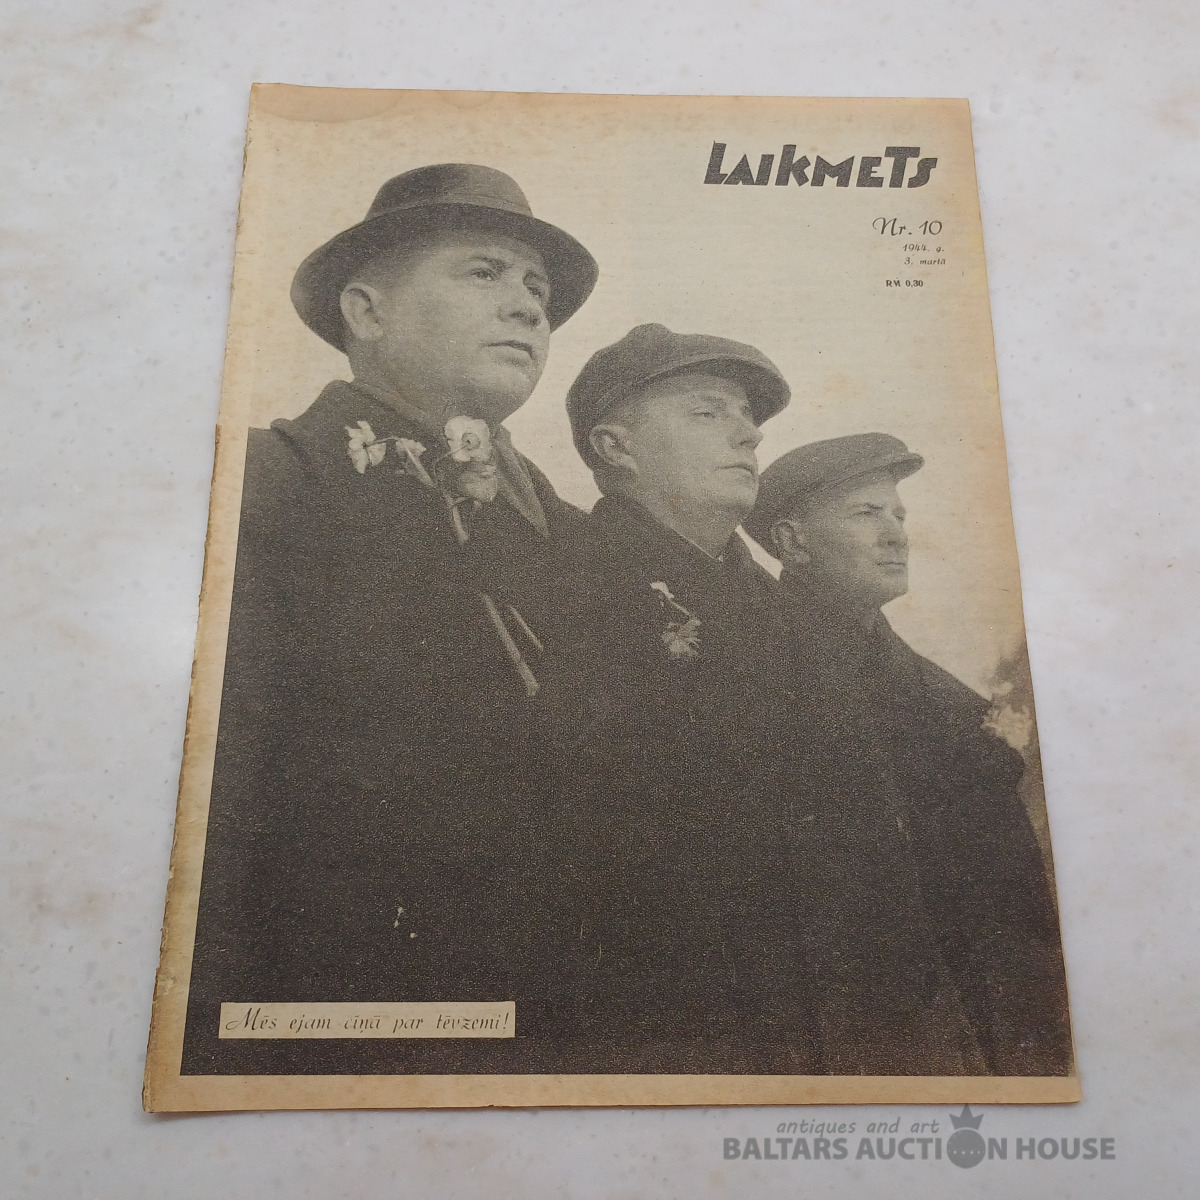 LAIKMETS
Nr. 10
1944. g.
3. martā
RM 0,30
Mēs ejam cīņā par tēvzemi!
antiques and art
BALTARS AUCTION HOUSE